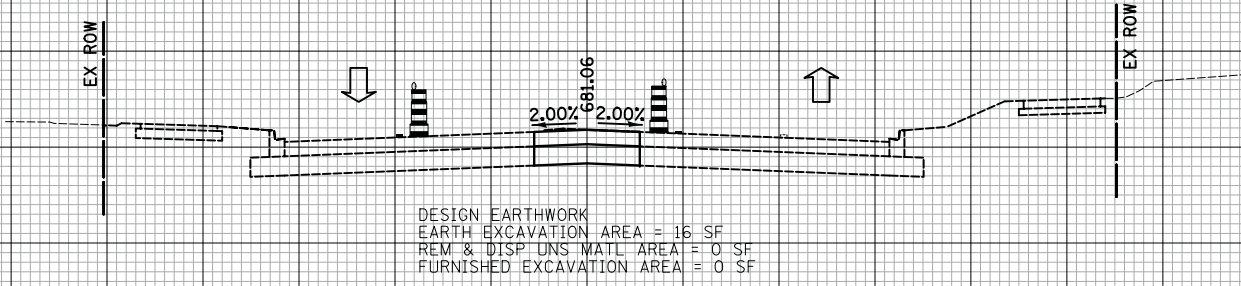 EX ROW
EX ROW
681.06
2.00% 2.00%
DESIGN EARTHWORK
EARTH EXCAVATION AREA = 16 SF
REM & DISP UNS MATL AREA = 0 SF
FURNISHED EXCAVATION AREA = 0 SF